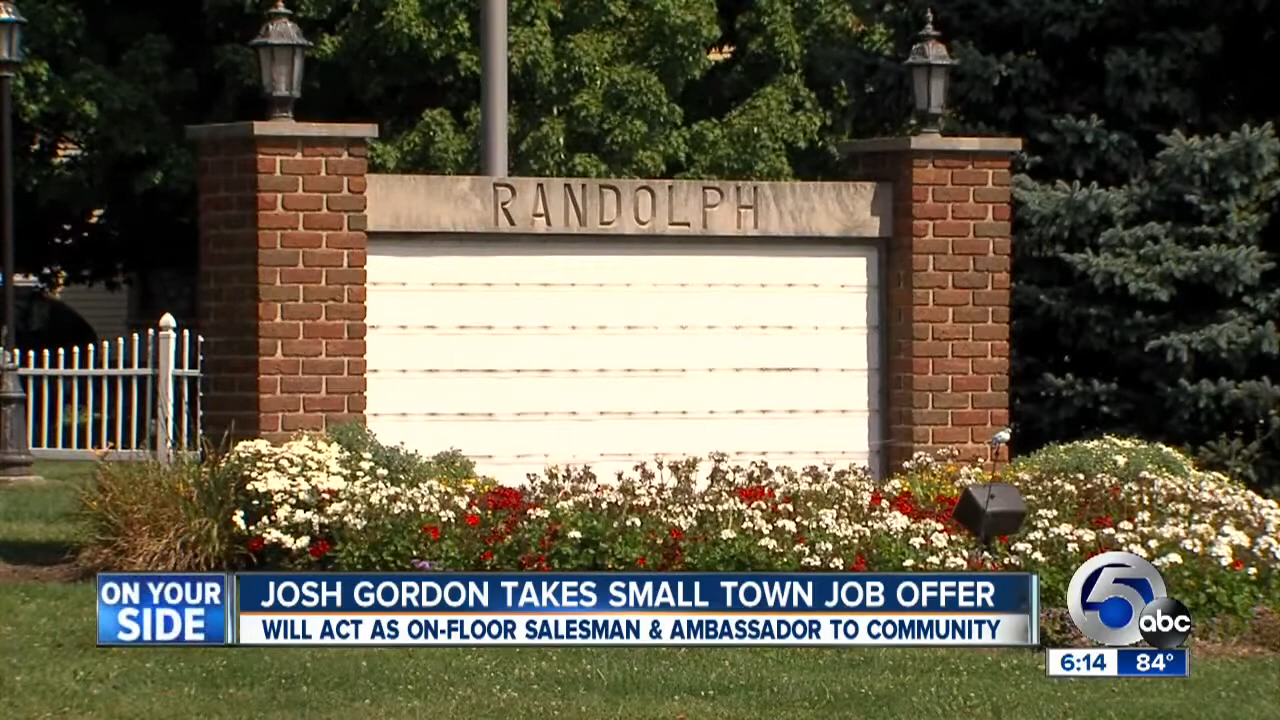 RANDOLPH
ON YOUR
SIDE
JOSH GORDON TAKES SMALL TOWN JOB OFFER
WILL ACT AS ON-FLOOR SALESMAN & AMBASSADOR TO COMMUNITY
5
abc
6:14 84°